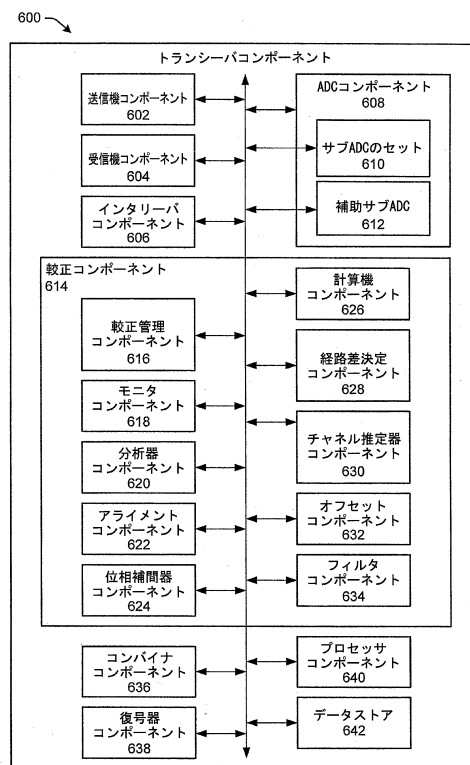 600
トランシーバコンポーネント
送信機コンポーネント
602
受信機コンポーネント
604
インタリーバ
コンポーネント
606
ADCコンポーネント
608
サブADCのセット
610
補助サブADC
612
較正コンポーネント
614
較正管理
コンポーネント
616
モニタ
コンポーネント
618
分析器
コンポーネント
620
アライメント
コンポーネント
622
位相補間器
コンポーネント
624
計算機
コンポーネント
626
経路差決定
コンポーネント
628
チャネル推定器
コンポーネント
630
オフセット
コンポーネント
632
フィルタ
コンポーネント
634
コンバイナ
コンポーネント
636
復号器
コンポーネント
638
プロセッサ
コンポーネント
640
データストア
642